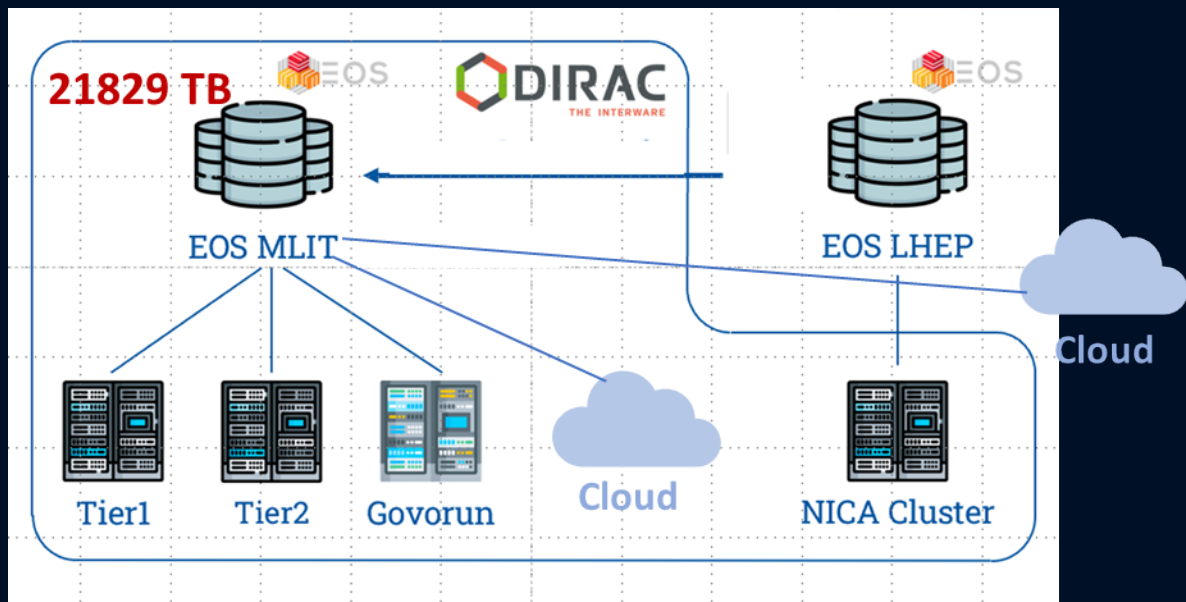 21829 TB
EOS
DIRAC
THE INTERWARE
EOS
EOS MLIT
EOS LHEP
Cloud
Tier1
Tier2
Govorun
Cloud
NICA Cluster